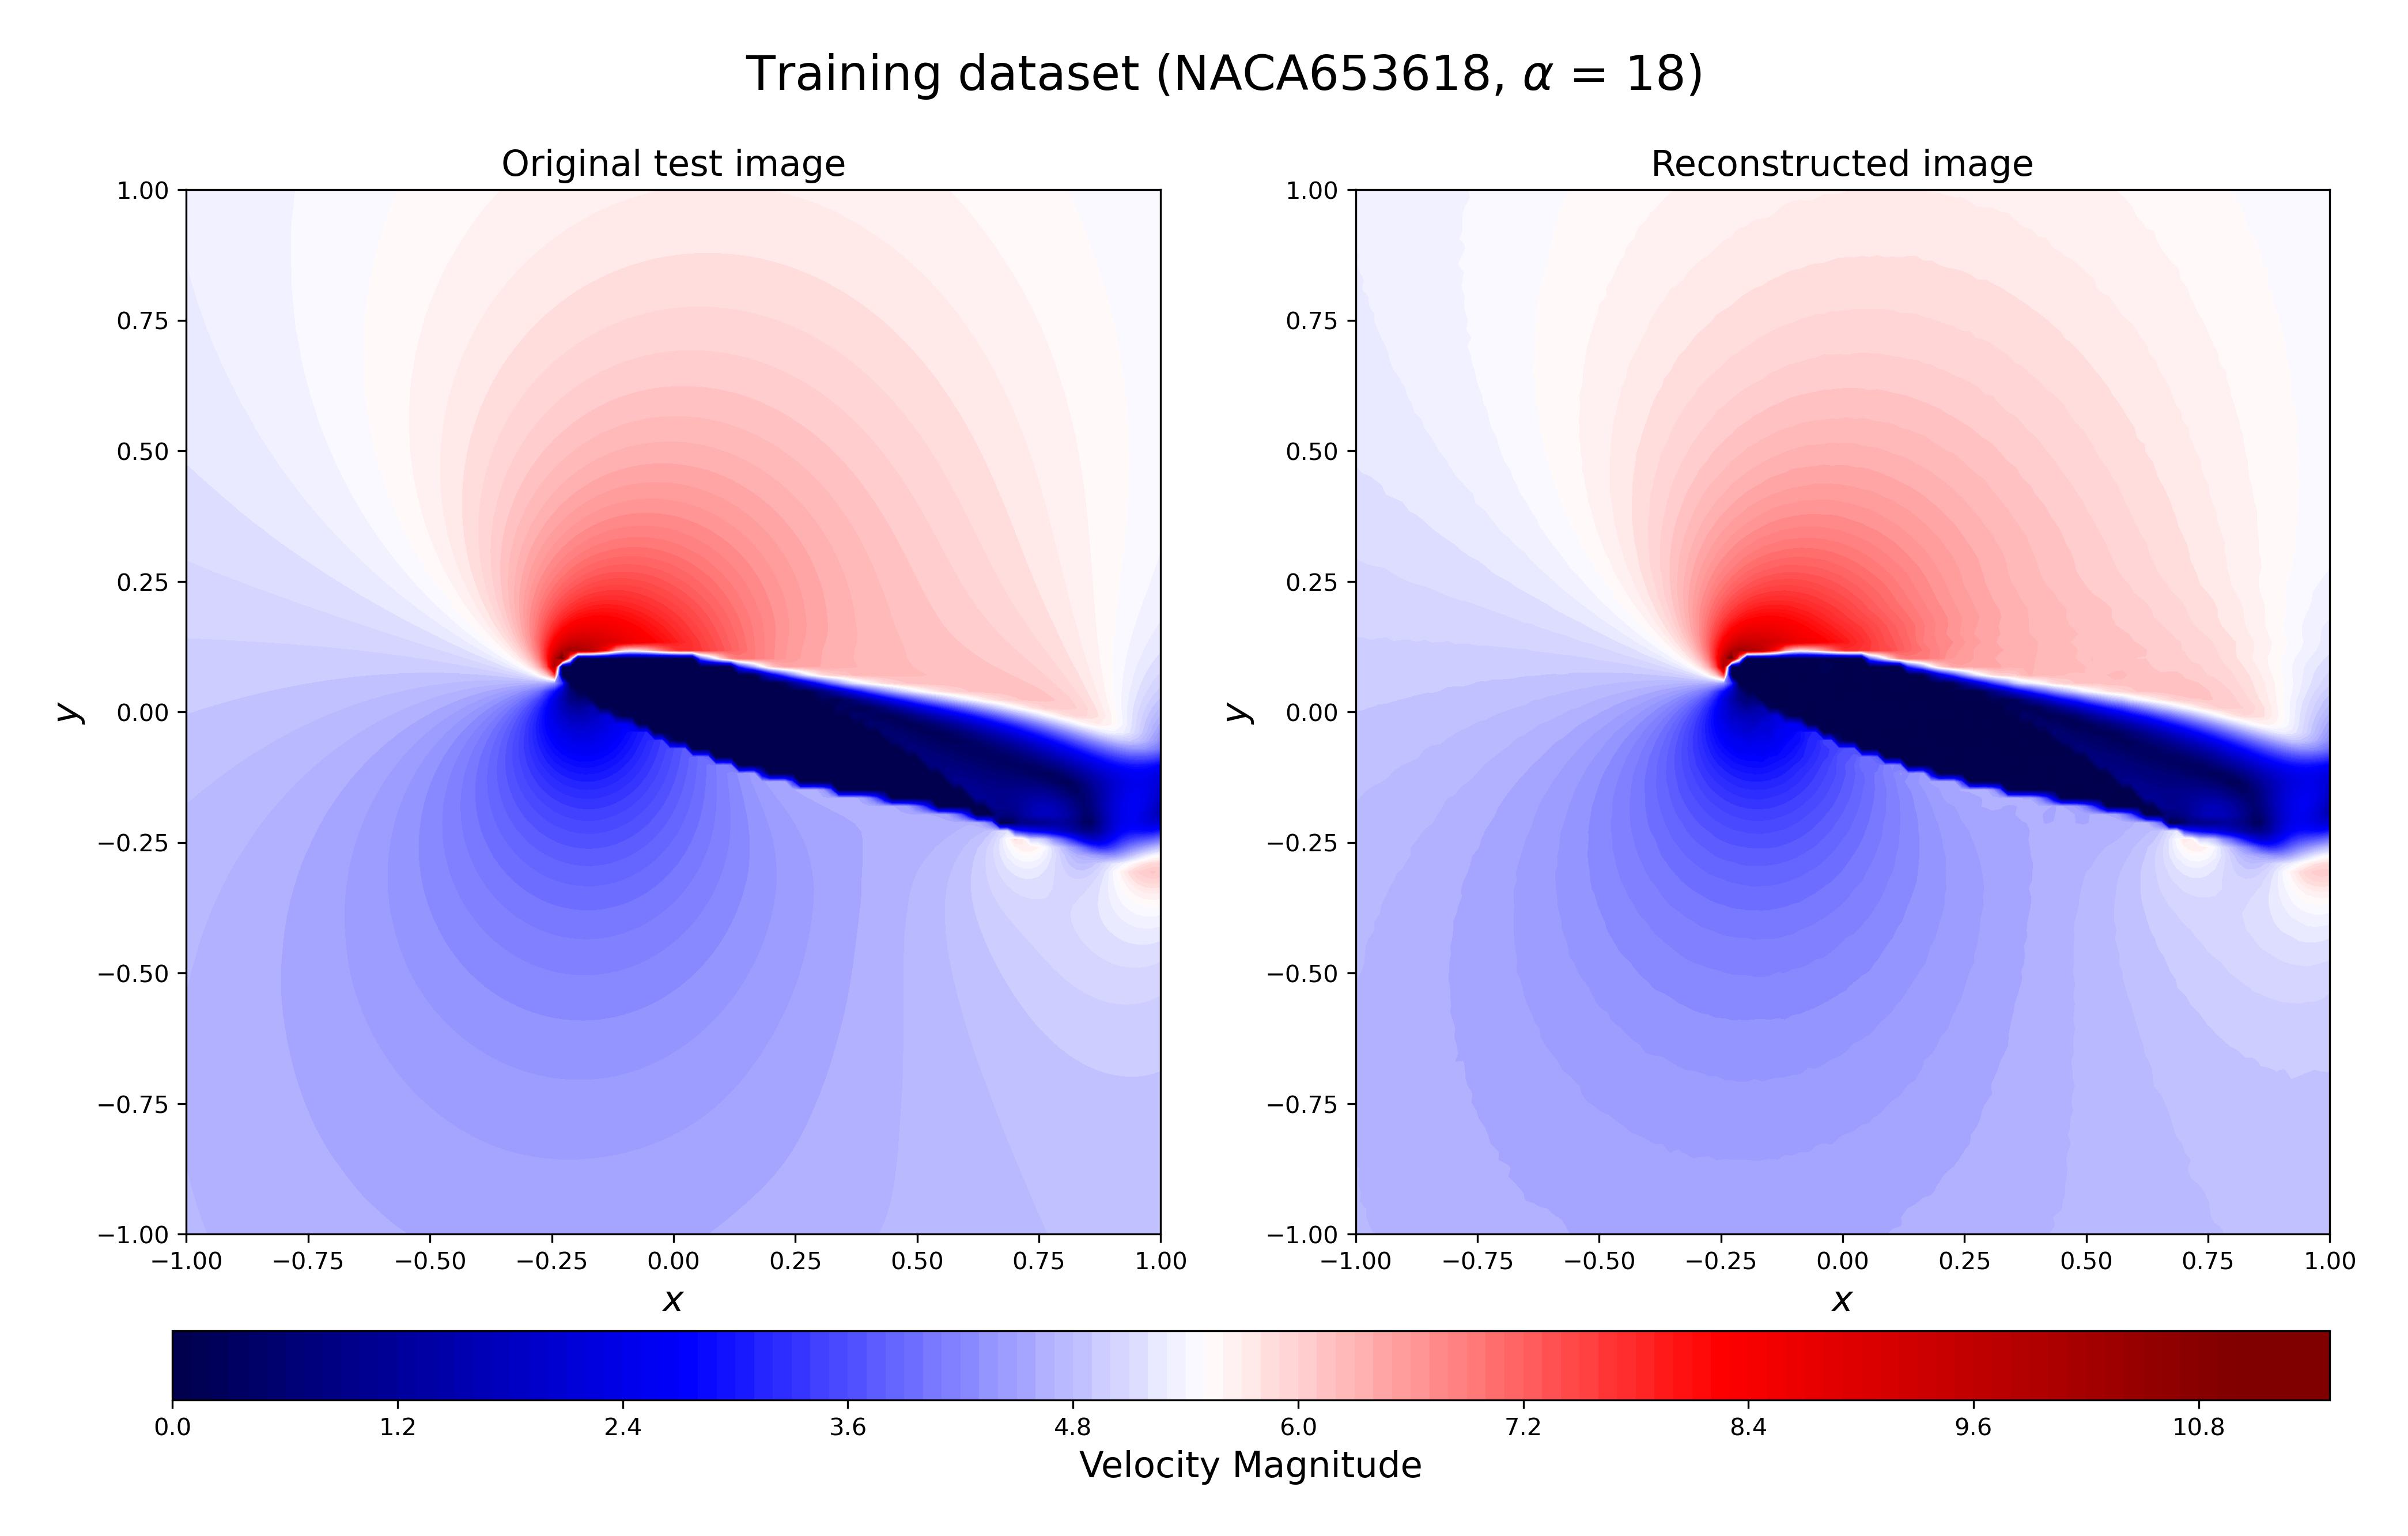 Training dataset (NACA653618, α = 18)
Original test image
1.00
0.75
0.50
0.25
0.00
−0.25
−0.50
−0.75
−1.00
y
−1.00 −0.75 −0.50 −0.25 0.00 0.25 0.50 0.75 1.00
x
Reconstructed image
1.00
0.75
0.50
0.25
0.00
−0.25
−0.50
−0.75
−1.00
y
−1.00 −0.75 −0.50 −0.25 0.00 0.25 0.50 0.75 1.00
x
0.0 1.2 2.4 3.6 4.8 6.0 7.2 8.4 9.6 10.8
Velocity Magnitude